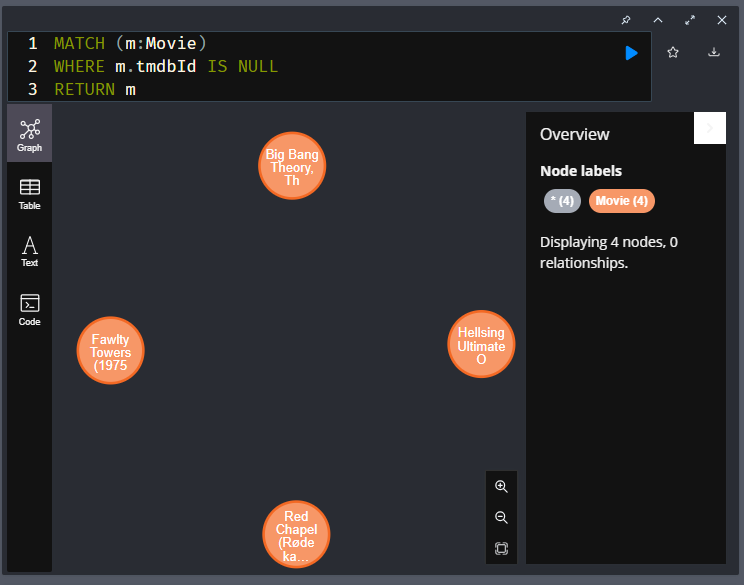 1 MATCH (m:Movie)
2 WHERE m.tmdbId IS NULL
3 RETURN m
Graph
Table
Text
Code
Big Bang
Theory,
Th
Fawlty
Towers
(1975
Hellsing
Ultimate
O
Red
Chapel
(Røde
ka...
Overview
Node labels
* (4) Movie (4)
Displaying 4 nodes, 0
relationships.